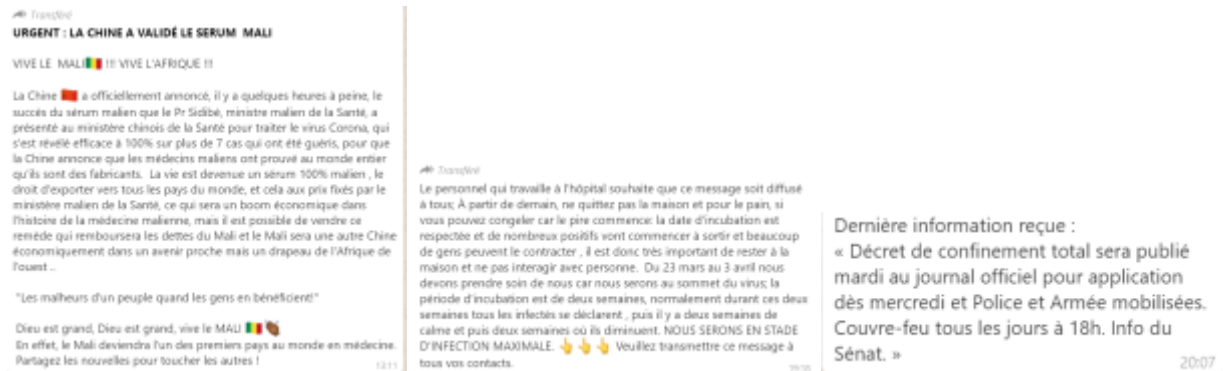 Transféré
URGENT : LA CHINE A VALIDÉ LE SERUM MALI
VIVE LE MALI🇲🇱 !!! VIVE L'AFRIQUE !!!
La Chine 🇨🇳 a officiellement annoncé, il y a quelques heures à peine, le
succés du sérum malien que le Pr Sidibé, ministre malien de la Santé, a
présenté au ministère chinois de la Santé pour traiter le virus Corona, qui
s'est révélé efficace à 100% sur plus de 7 cas qui ont été guéris, pour que
la Chine annonce que les médecins maliens ont prouvé au monde entier
qu'ils sont des fabricants. La vie est devenue un sérum 100% malien , le
droit d'exporter vers tous les pays du monde, et cela aux prix fixés par le
ministère malien de la Santé, ce qui sera un boom économique dans
l'histoire de la médecine malienne, mais il est possible de vendre ce
remède qui remboursera les dettes du Mali et le Mali sera une autre Chine
économiquement dans un avenir proche mais un drapeau de l'Afrique de
l'ouest ..
"Les malheurs d'un peuple quand les gens en bénéficient!"
Dieu est grand, Dieu est grand, vive le MALI 🇲🇱
En effet, le Mali deviendra l'un des premiers pays au monde en médecine.
Partagez les nouvelles pour toucher les autres !
13:11
Transféré
Le personnel qui travaille à l'hôpital souhaite que ce message soit diffusé
à tous; À partir de demain, ne quittez pas la maison et pour le pain, si
vous pouvez congeler car le pire commence: la date d'incubation est
respectée et de nombreux positifs vont commencer à sortir et beaucoup
de gens peuvent le contracter , il est donc très important de rester à la
maison et ne pas interagir avec personne. Du 23 mars au 3 avril nous
devons prendre soin de nous car nous serons au sommet du virus; la
période d'incubation est de deux semaines, normalement durant ces deux
semaines tous les infectés se déclarent , puis il y a deux semaines de
calme et puis deux semaines où ils diminuent. NOUS SERONS EN STADE
D'INFECTION MAXIMALE. 👆👆👆 Veuillez transmettre ce message à
tous vos contacts.
Dernière information reçue :
« Décret de confinement total sera publié
mardi au journal officiel pour application
dès mercredi et Police et Armée mobilisées.
Couvre-feu tous les jours à 18h. Info du
Sénat. »
20:07